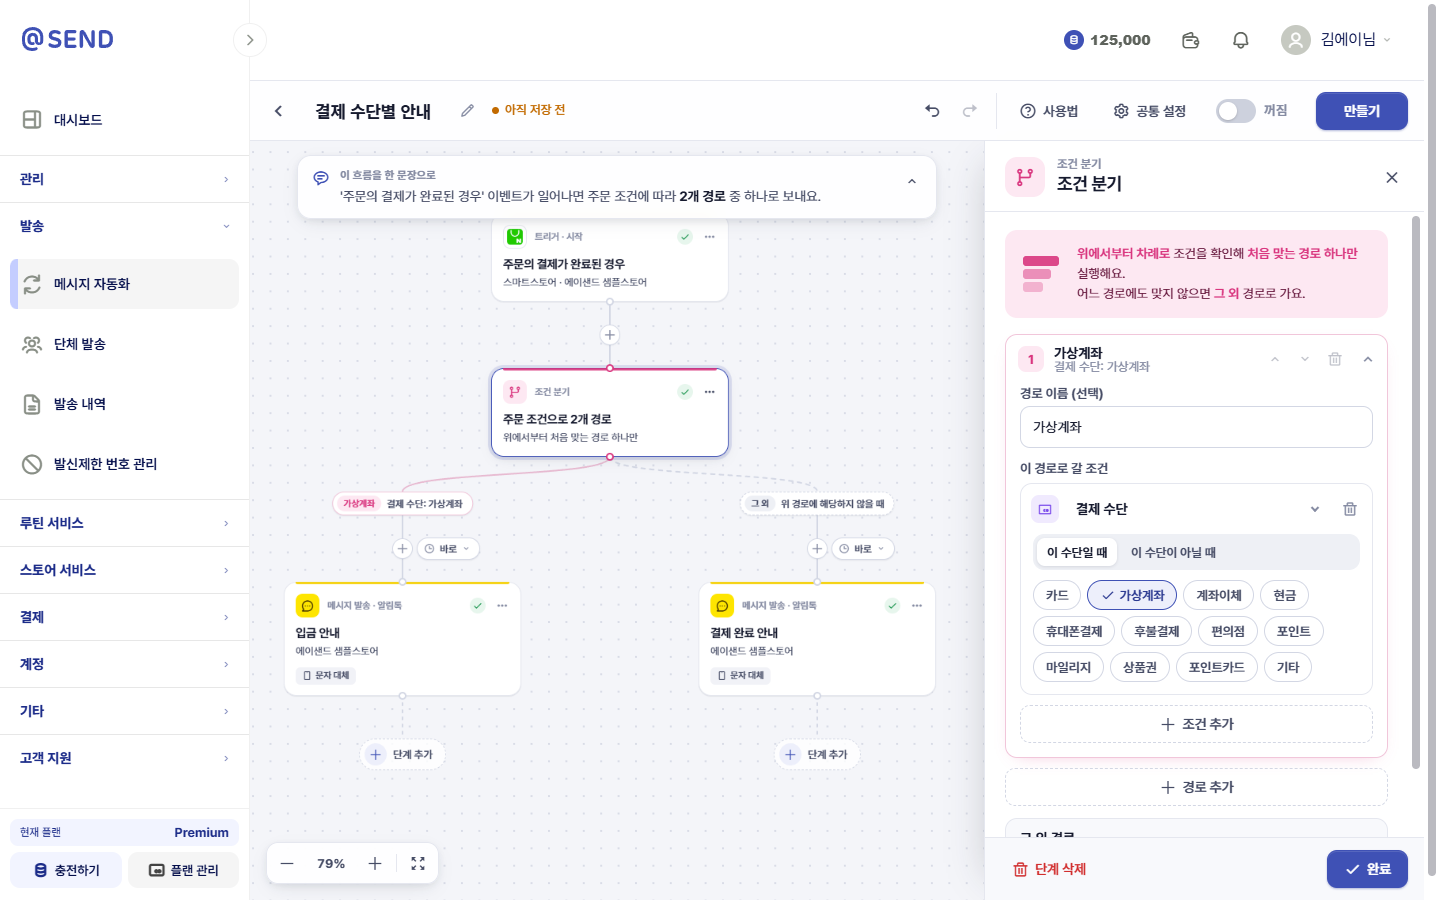 @SEND
125,000
김에이님
대시보드
관리
발송
메시지 자동화
단체 발송
발송 내역
발신제한 번호 관리
루틴 서비스
스토어 서비스
결제
계정
기타
고객 지원
현재 플랜
Premium
충전하기
플랜 관리
결제 수단별 안내
아직 저장 전
사용법
공통 설정
꺼짐
만들기
이 흐름을 한 문장으로
'주문의 결제가 완료된 경우' 이벤트가 일어나면 주문 조건에 따라 2개 경로 중 하나로 보내요.
트리거 · 시작
주문의 결제가 완료된 경우
스마트스토어 · 에이샌드 샘플스토어
조건 분기
주문 조건으로 2개 경로
위에서부터 처음 맞는 경로 하나만
가상계좌 결제 수단: 가상계좌
그 외 위 경로에 해당하지 않을 때
바로
바로
메시지 발송 · 알림톡
입금 안내
에이샌드 샘플스토어
문자 대체
단계 추가
메시지 발송 · 알림톡
결제 완료 안내
에이샌드 샘플스토어
문자 대체
단계 추가
79%
조건 분기
조건 분기
위에서부터 차례로 조건을 확인해 처음 맞는 경로 하나만
실행해요.
어느 경로에도 맞지 않으면 그 외 경로로 가요.
1
가상계좌
결제 수단: 가상계좌
경로 이름 (선택)
가상계좌
이 경로로 갈 조건
결제 수단
이 수단일 때
이 수단이 아닐 때
카드
가상계좌
계좌이체
현금
휴대폰결제
후불결제
편의점
포인트
마일리지
상품권
포인트카드
기타
조건 추가
경로 추가
그 외 경로
단계 삭제
완료